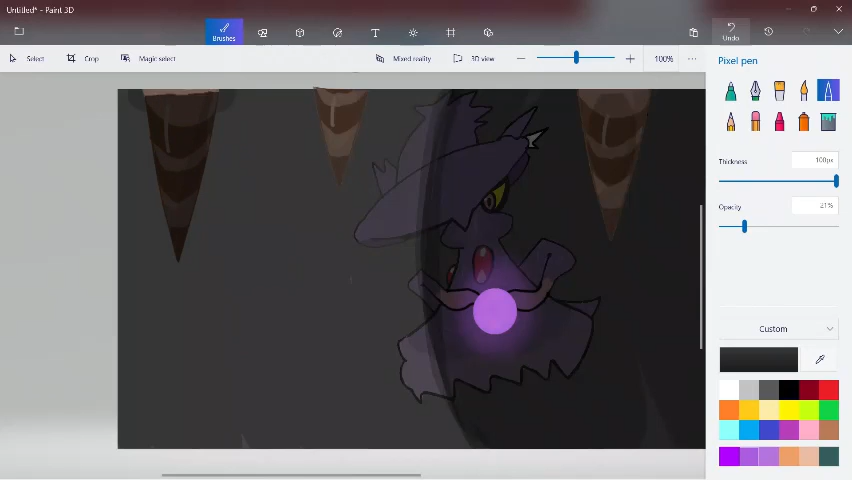 Untitled* - Paint 3D
Brushes
Undo
Select
Crop
Magic select
Mixed reality
3D view
100%
Pixel pen
Thickness
100px
Opacity
21%
Custom